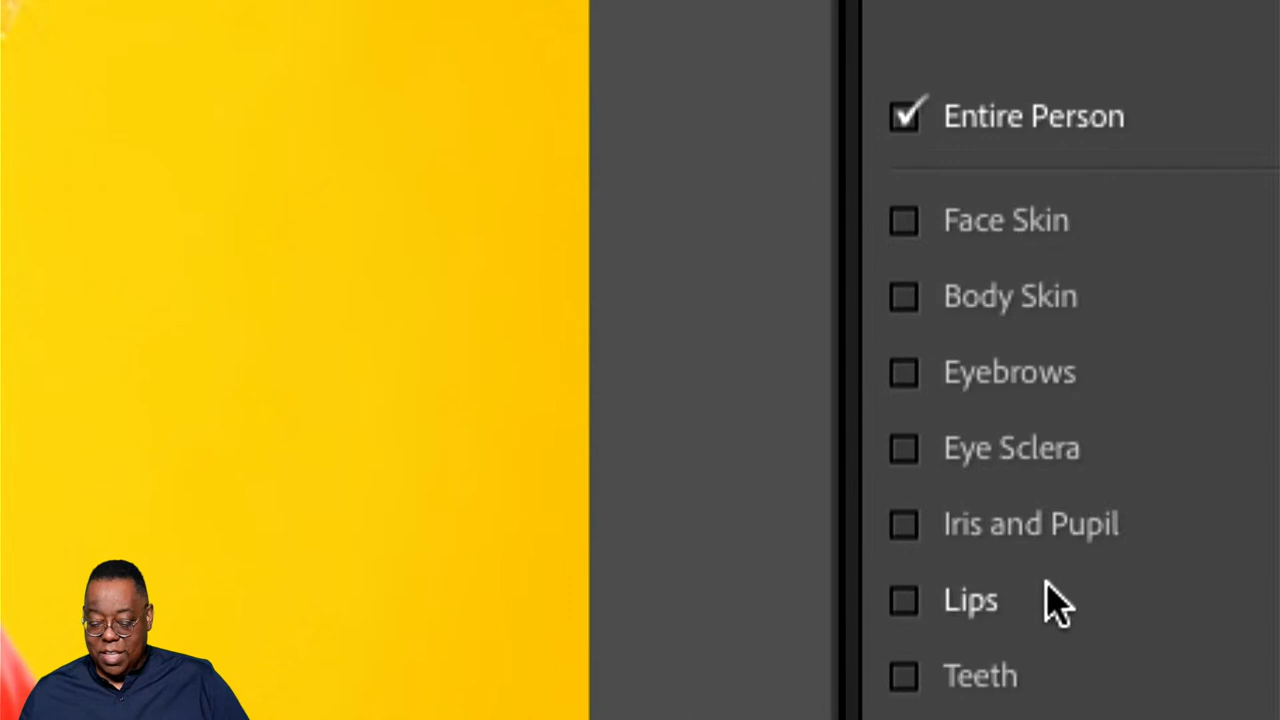 Entire Person
Face Skin
Body Skin
Eyebrows
Eye Sclera
Iris and Pupil
Lips
Teeth